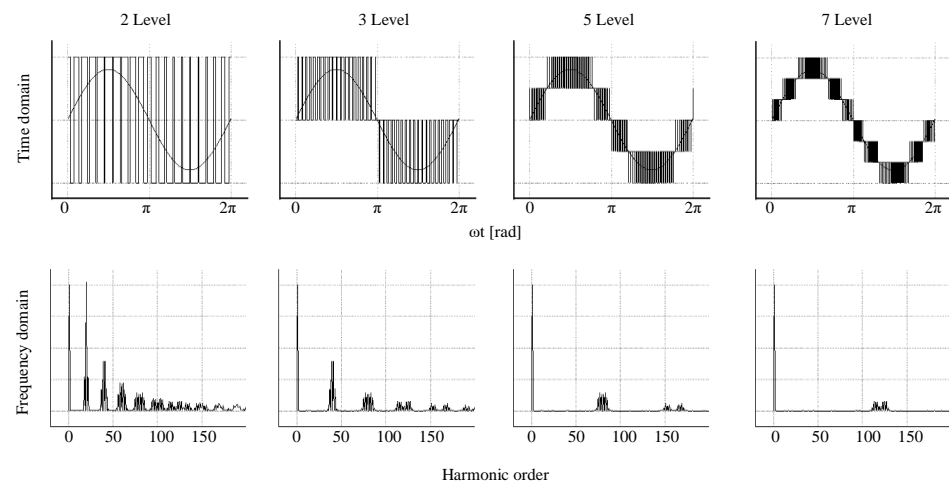 2 Level
3 Level
5 Level
7 Level
Time domain
0 π 2π
0 π 2π
0 π 2π
0 π 2π
ωt [rad]
Frequency domain
0 50 100 150
0 50 100 150
0 50 100 150
0 50 100 150
Harmonic order